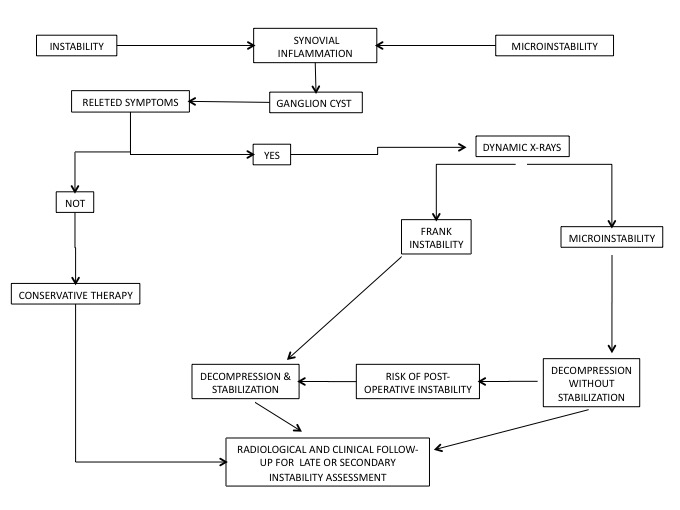 INSTABILITY
SYNOVIAL
INFLAMMATION
MICROINSTABILITY
RELETED SYMPTOMS
GANGLION CYST
YES
DYNAMIC X-RAYS
NOT
FRANK
INSTABILITY
MICROINSTABILITY
CONSERVATIVE THERAPY
DECOMPRESSION &
STABILIZATION
RISK OF POST-
OPERATIVE INSTABILITY
DECOMPRESSION
WITHOUT
STABILIZATION
RADIOLOGICAL AND CLINICAL FOLLOW-
UP FOR LATE OR SECONDARY
INSTABILITY ASSESSMENT